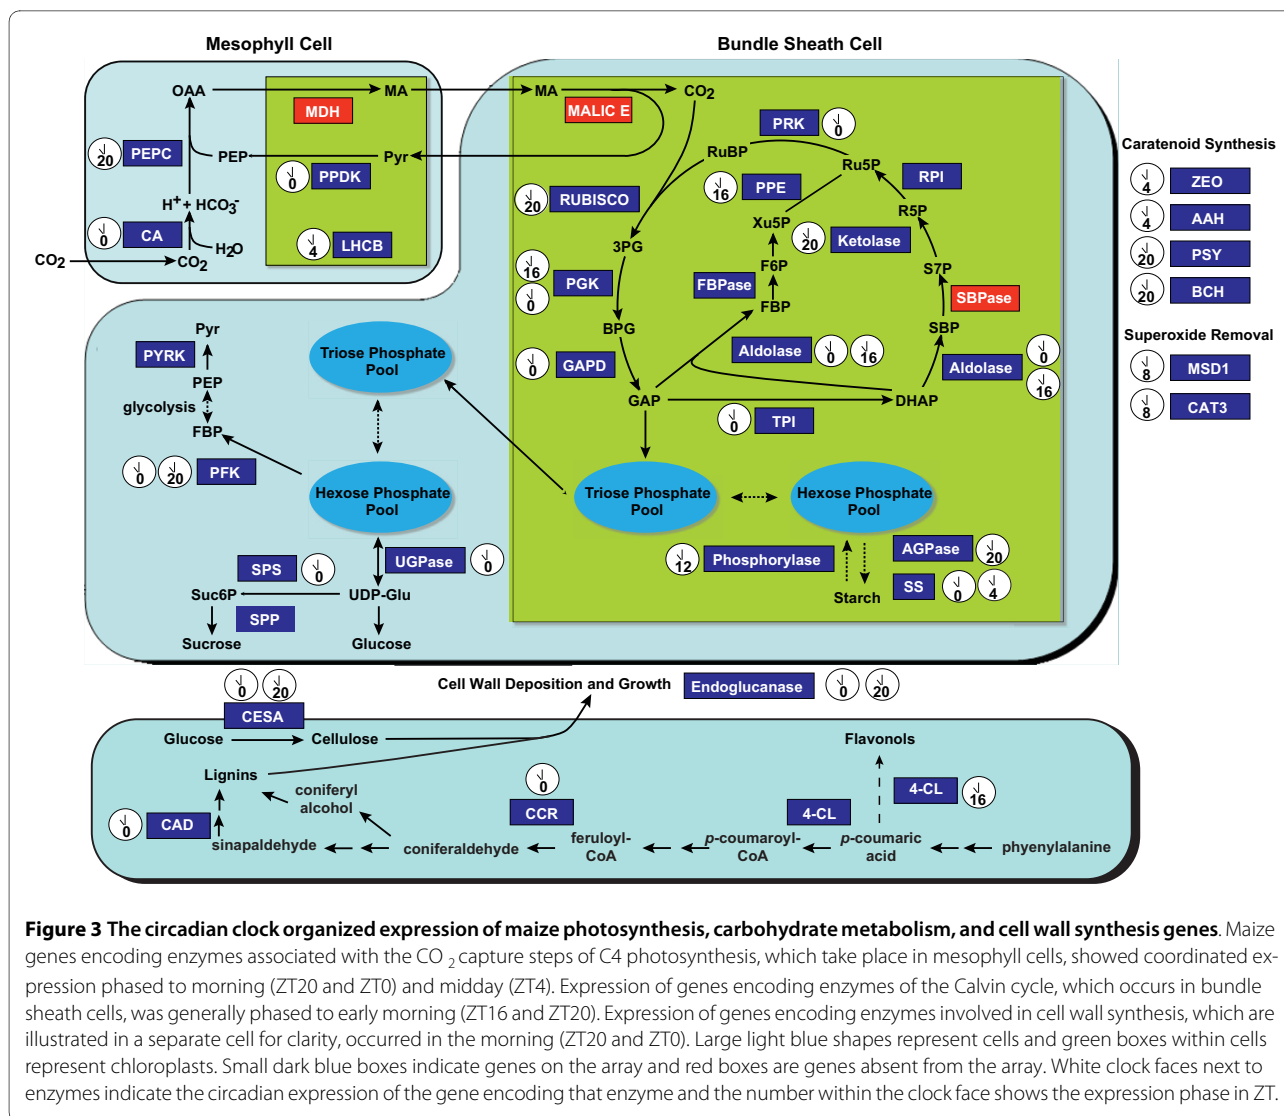 Mesophyll Cell
Bundle Sheath Cell
OAA
MA
MDH
PEPC
20
PEP
Pyr
PPDK
0
H+ + HCO3-
CA
0
H2O
LHCB
4
CO2
CO2
MA
MALIC E
CO2
PRK
0
RuBP
Ru5P
RPI
PPE
16
RUBISCO
20
R5P
Xu5P
Ketolase
20
3PG
F6P
S7P
PGK
16
0
FBPase
FBP
SBPase
SBP
BPG
Aldolase
0
16
Aldolase
0
16
GAPD
0
GAP
DHAP
TPI
0
Triose Phosphate
Pool
Hexose Phosphate
Pool
Phosphorylase
12
AGPase
20
SS
0
4
Starch
Pyr
PYRK
PEP
glycolysis
FBP
PFK
0
20
Triose Phosphate
Pool
Hexose Phosphate
Pool
UGPase
0
SPS
0
Suc6P
UDP-Glu
SPP
Sucrose
Glucose
Caratenoid Synthesis
4
ZEO
4
AAH
20
PSY
20
BCH
Superoxide Removal
8
MSD1
8
CAT3
Cell Wall Deposition and Growth
Endoglucanase
0
20
0
20
CESA
Glucose
Cellulose
Flavonols
Lignins
coniferyl
alcohol
0
CCR
4-CL
16
4-CL
0
CAD
sinapaldehyde
coniferaldehyde
feruloyl-
CoA
p-coumaroyl-
CoA
p-coumaric
acid
phyenylalanine
Figure 3 The circadian clock organized expression of maize photosynthesis, carbohydrate metabolism, and cell wall synthesis genes. Maize
genes encoding enzymes associated with the CO 2 capture steps of C4 photosynthesis, which take place in mesophyll cells, showed coordinated ex-
pression phased to morning (ZT20 and ZT0) and midday (ZT4). Expression of genes encoding enzymes of the Calvin cycle, which occurs in bundle
sheath cells, was generally phased to early morning (ZT16 and ZT20). Expression of genes encoding enzymes involved in cell wall synthesis, which are
illustrated in a separate cell for clarity, occurred in the morning (ZT20 and ZT0). Large light blue shapes represent cells and green boxes within cells
represent chloroplasts. Small dark blue boxes indicate genes on the array and red boxes are genes absent from the array. White clock faces next to
enzymes indicate the circadian expression of the gene encoding that enzyme and the number within the clock face shows the expression phase in ZT.